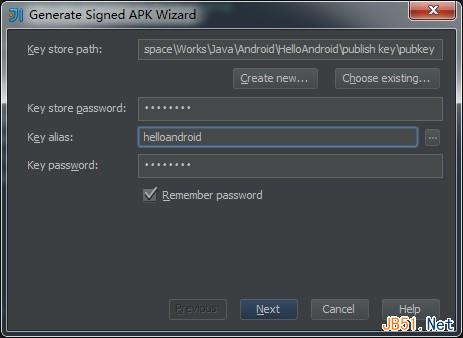 Generate Signed APK Wizard
Key store path: space\Works\Java\Android\HelloAndroid\publish key\pubkey
Create new... Choose existing...
Key store password: ••••••••
Key alias: helloandroid ...
Key password: ••••••••
Remember password
Previous Next Cancel Help
JB51.Net